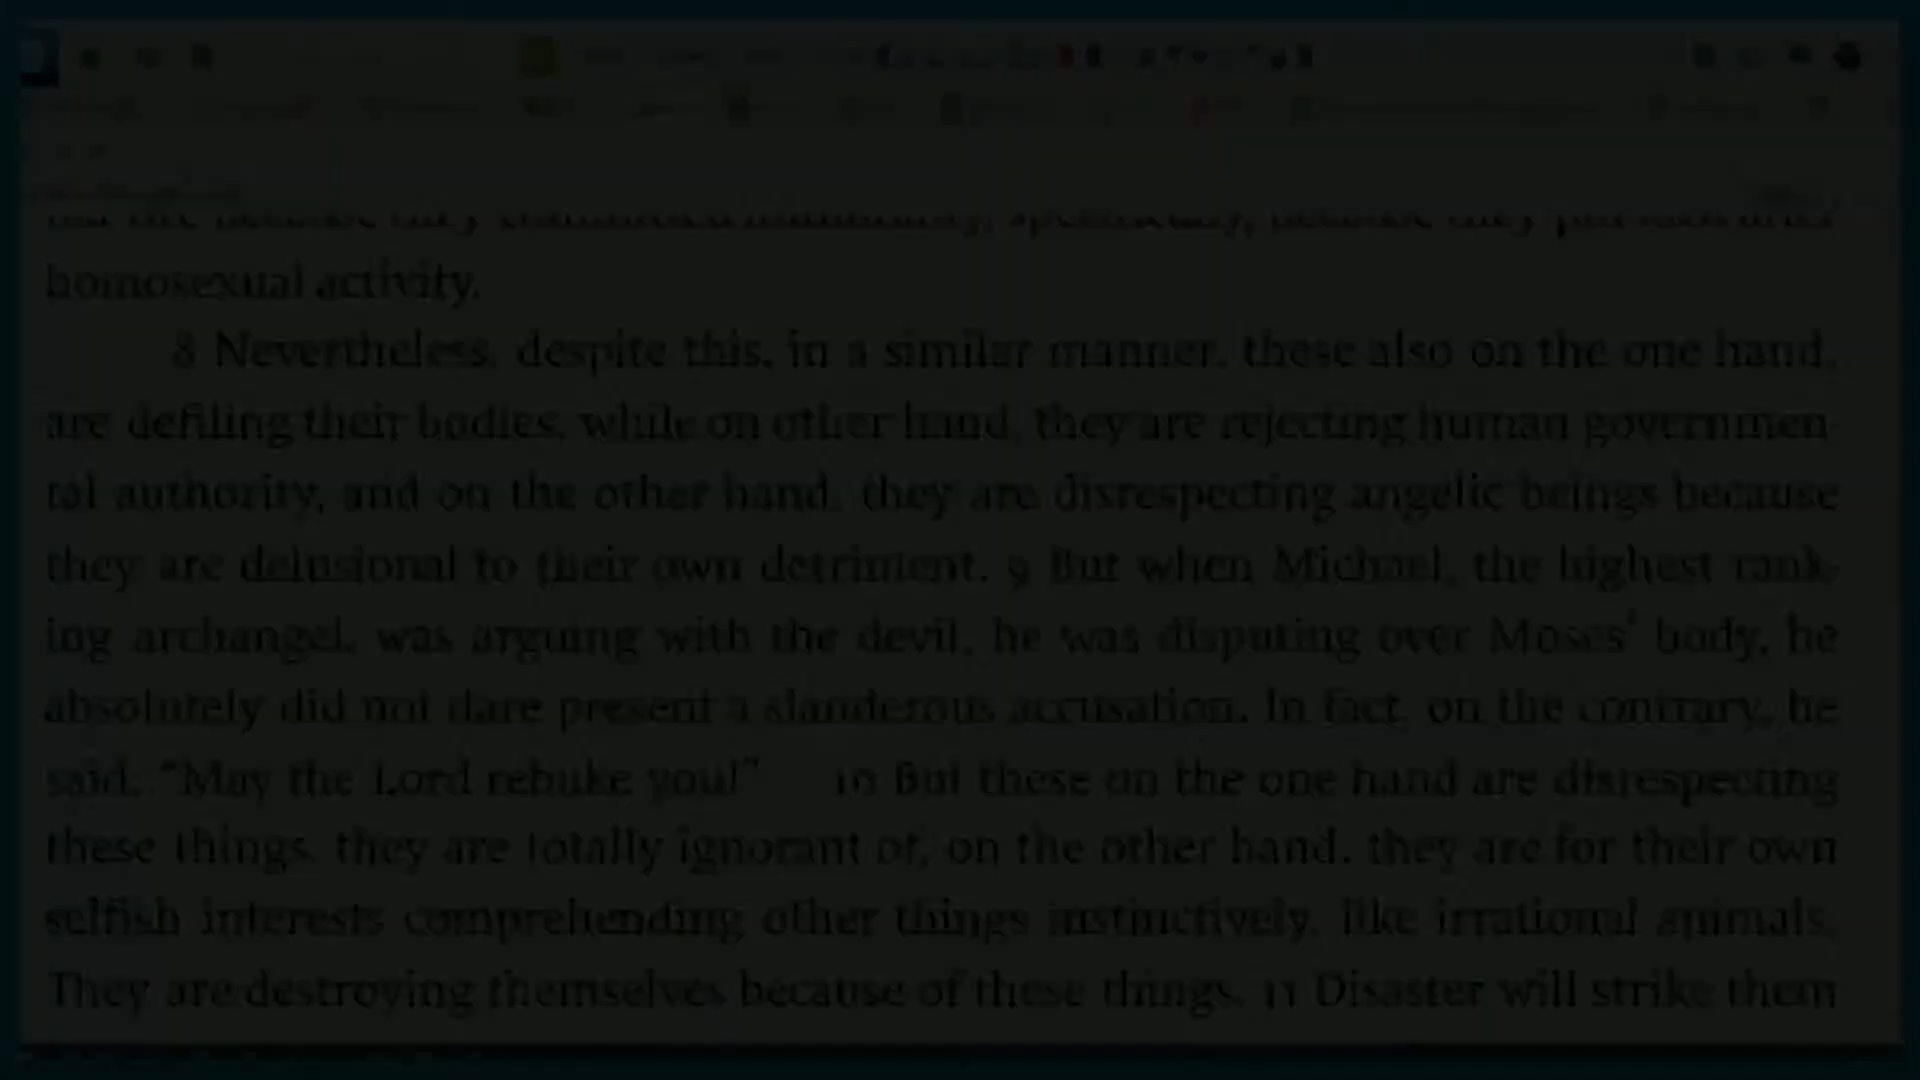 homosexual activity.
8 Nevertheless, despite this, in a similar manner, these also on the one hand,
are defiling their bodies, while on other hand, they are rejecting human governmen-
tal authority, and on the other hand, they are disrespecting angelic beings because
they are delusional to their own detriment. 9 But when Michael, the highest rank-
ing archangel, was arguing with the devil, he was disputing over Moses' body, he
absolutely did not dare present a slanderous accusation. In fact, on the contrary, he
said, "May the Lord rebuke you!" 10 But these on the one hand are disrespecting
these things, they are totally ignorant of, on the other hand, they are for their own
selfish interests comprehending other things instinctively, like irrational animals,
They are destroying themselves because of these things. 11 Disaster will strike them